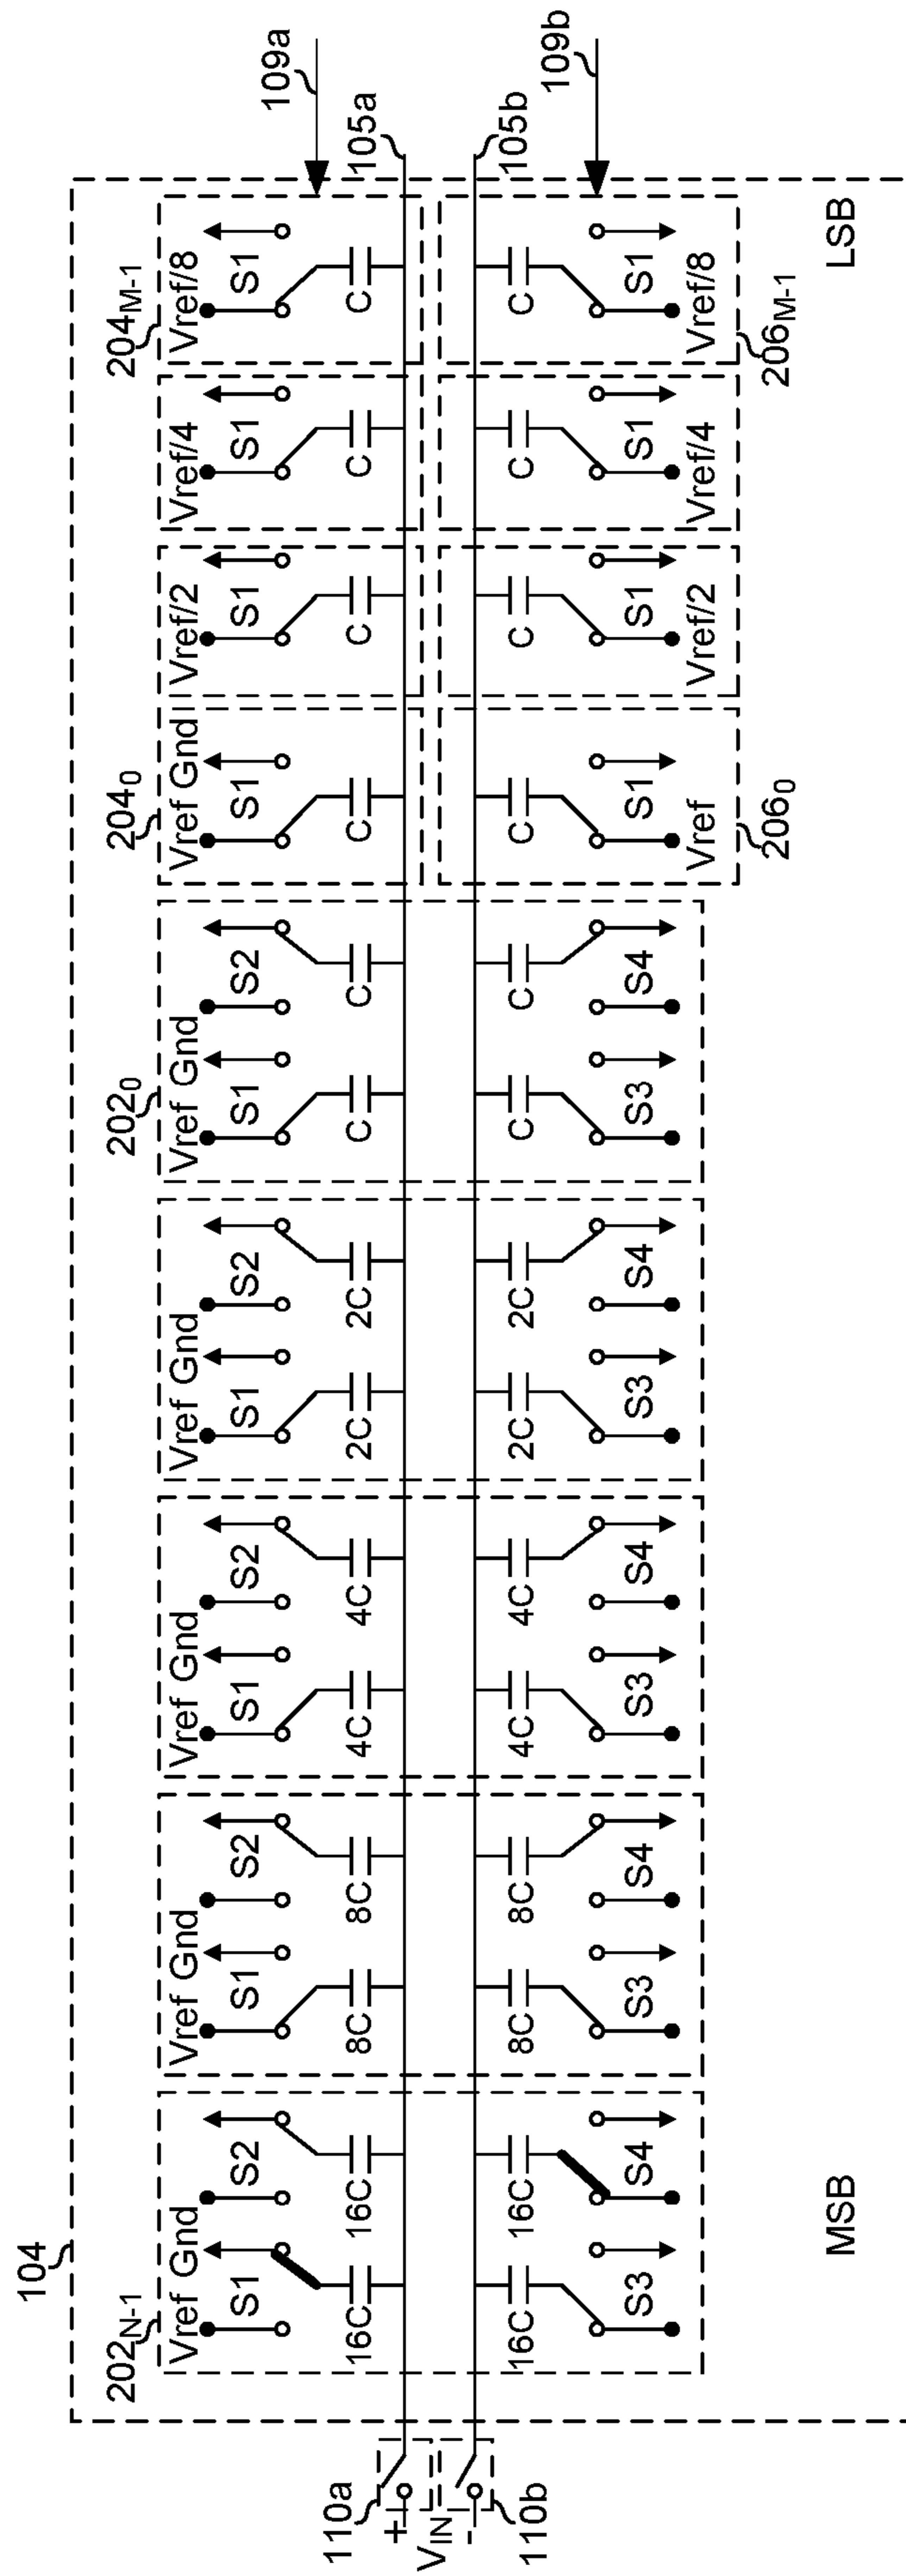 104
202N-1 2020 2040 204M-1
Vref Gnd Vref Gnd Vref Gnd Vref Gnd Vref Gnd Vref Gnd Vref/2 Vref/4 Vref/8
109a
S1 S2 S1 S2 S1 S2 S1 S2 S1 S2 S1 S1 S1 S1
16C 16C 8C 8C 4C 4C 2C 2C C C C C C C
110a 105a
+
VIN
-
110b 105b
16C 16C 8C 8C 4C 4C 2C 2C C C C C C C
109b
S3 S4 S3 S4 S3 S4 S3 S4 S3 S4 S1 S1 S1 S1
Vref Vref/2 Vref/4 Vref/8
2060 206M-1
MSB LSB